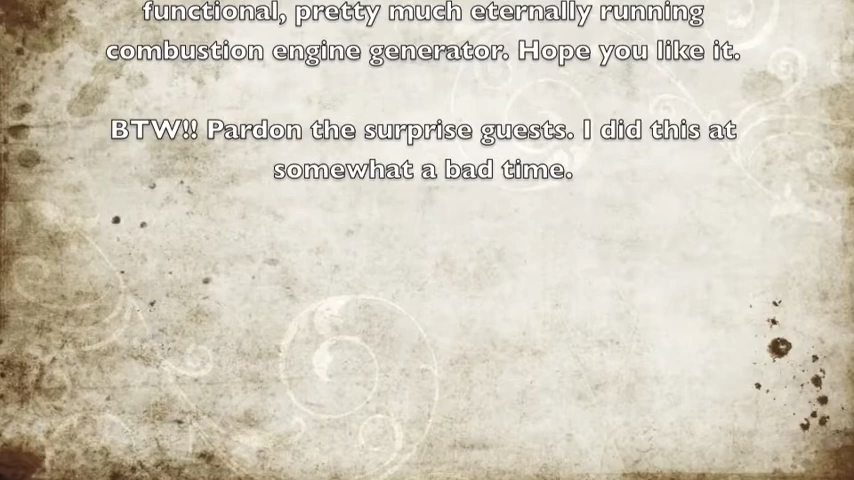 functional, pretty much eternally running
combustion engine generator. Hope you like it.
BTW!! Pardon the surprise guests. I did this at
somewhat a bad time.